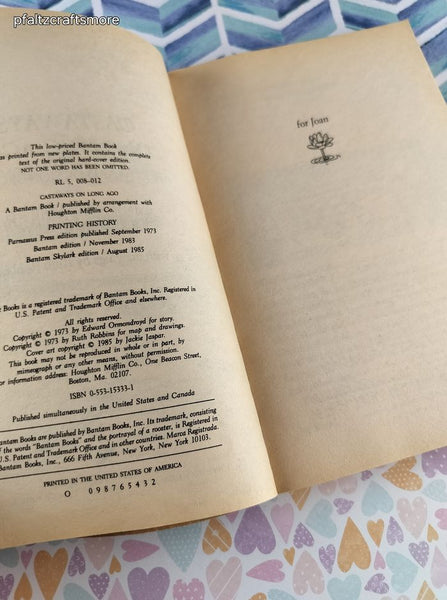 pfaltzcraftsmore
This low-priced Bantam Book
was printed from new plates. It contains the complete
text of the original hard-cover edition.
NOT ONE WORD HAS BEEN OMITTED.
RL 5, 008-012
CASTAWAYS ON LONG AGO
A Bantam Book / published by arrangement with
Houghton Mifflin Co.
PRINTING HISTORY
Parnassus Press edition published September 1973
Bantam edition / November 1983
Bantam Skylark edition / August 1985
Books is a registered trademark of Bantam Books, Inc. Registered in
U.S. Patent and Trademark Office and elsewhere.
All rights reserved.
Copyright © 1973 by Edward Ormondroyd for story.
Copyright © 1973 by Ruth Robbins for map and drawings.
Cover art copyright © 1985 by Jackie Jaspar.
This book may not be reproduced in whole or in part, by
mimeograph or any other means, without permission.
For information address: Houghton Mifflin Co., One Beacon Street,
Boston, Ma. 02107.
ISBN 0-553-15333-1
Published simultaneously in the United States and Canada
Bantam Books are published by Bantam Books, Inc. Its trademark, consisting
of the words "Bantam Books" and the portrayal of a rooster, is Registered in
U.S. Patent and Trademark Office and in other countries. Marca Registrada.
Bantam Books, Inc., 666 Fifth Avenue, New York, New York 10103.
PRINTED IN THE UNITED STATES OF AMERICA
O 0 9 8 7 6 5 4 3 2
for Joan